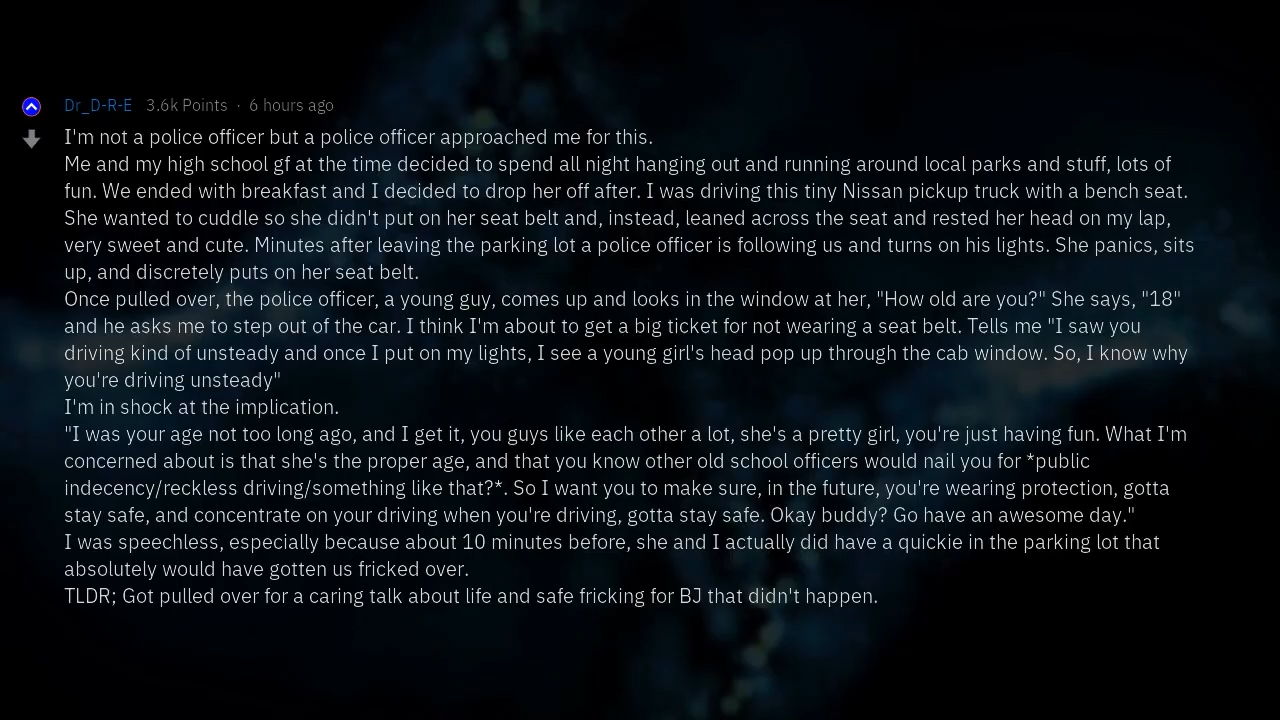 Dr_D-R-E 3.6k Points · 6 hours ago
I'm not a police officer but a police officer approached me for this.
Me and my high school gf at the time decided to spend all night hanging out and running around local parks and stuff, lots of
fun. We ended with breakfast and I decided to drop her off after. I was driving this tiny Nissan pickup truck with a bench seat.
She wanted to cuddle so she didn't put on her seat belt and, instead, leaned across the seat and rested her head on my lap,
very sweet and cute. Minutes after leaving the parking lot a police officer is following us and turns on his lights. She panics, sits
up, and discretely puts on her seat belt.
Once pulled over, the police officer, a young guy, comes up and looks in the window at her, "How old are you?" She says, "18"
and he asks me to step out of the car. I think I'm about to get a big ticket for not wearing a seat belt. Tells me "I saw you
driving kind of unsteady and once I put on my lights, I see a young girl's head pop up through the cab window. So, I know why
you're driving unsteady"
I'm in shock at the implication.
"I was your age not too long ago, and I get it, you guys like each other a lot, she's a pretty girl, you're just having fun. What I'm
concerned about is that she's the proper age, and that you know other old school officers would nail you for *public
indecency/reckless driving/something like that?*. So I want you to make sure, in the future, you're wearing protection, gotta
stay safe, and concentrate on your driving when you're driving, gotta stay safe. Okay buddy? Go have an awesome day."
I was speechless, especially because about 10 minutes before, she and I actually did have a quickie in the parking lot that
absolutely would have gotten us fricked over.
TLDR; Got pulled over for a caring talk about life and safe fricking for BJ that didn't happen.